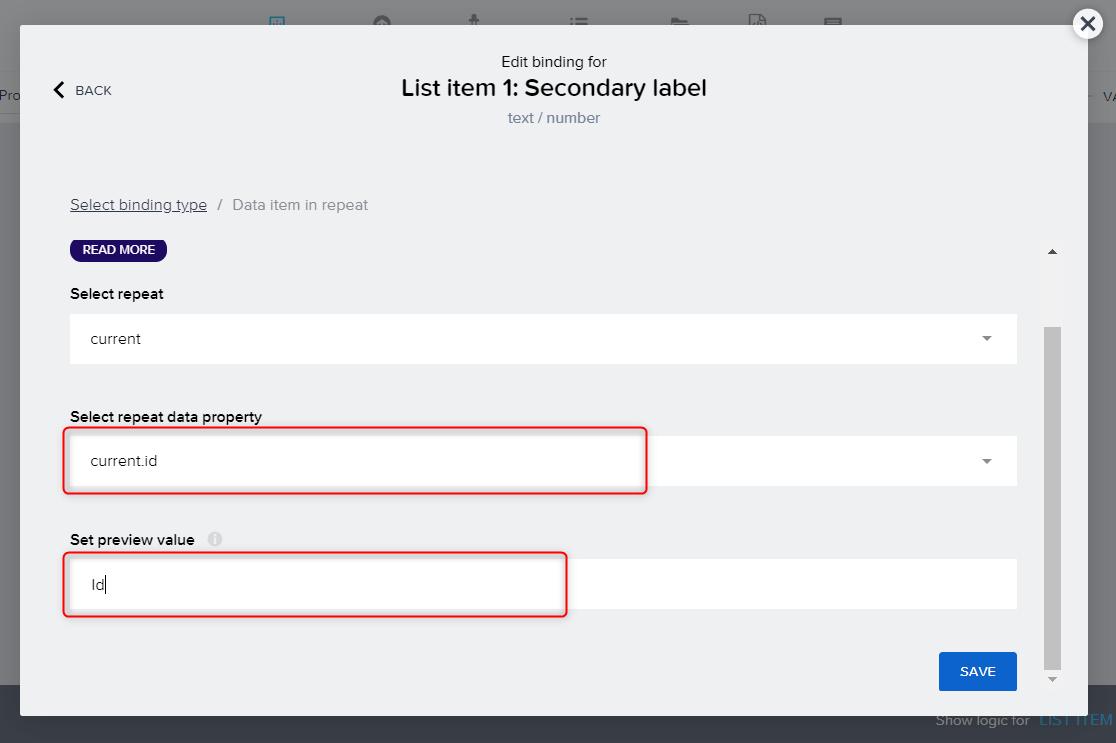 Edit binding for
BACK
List item 1: Secondary label
text / number
Pro
VA
Select binding type / Data item in repeat
READ MORE
Select repeat
current
Select repeat data property
current.id
Set preview value
Id
SAVE
Show logic for LIST ITEM